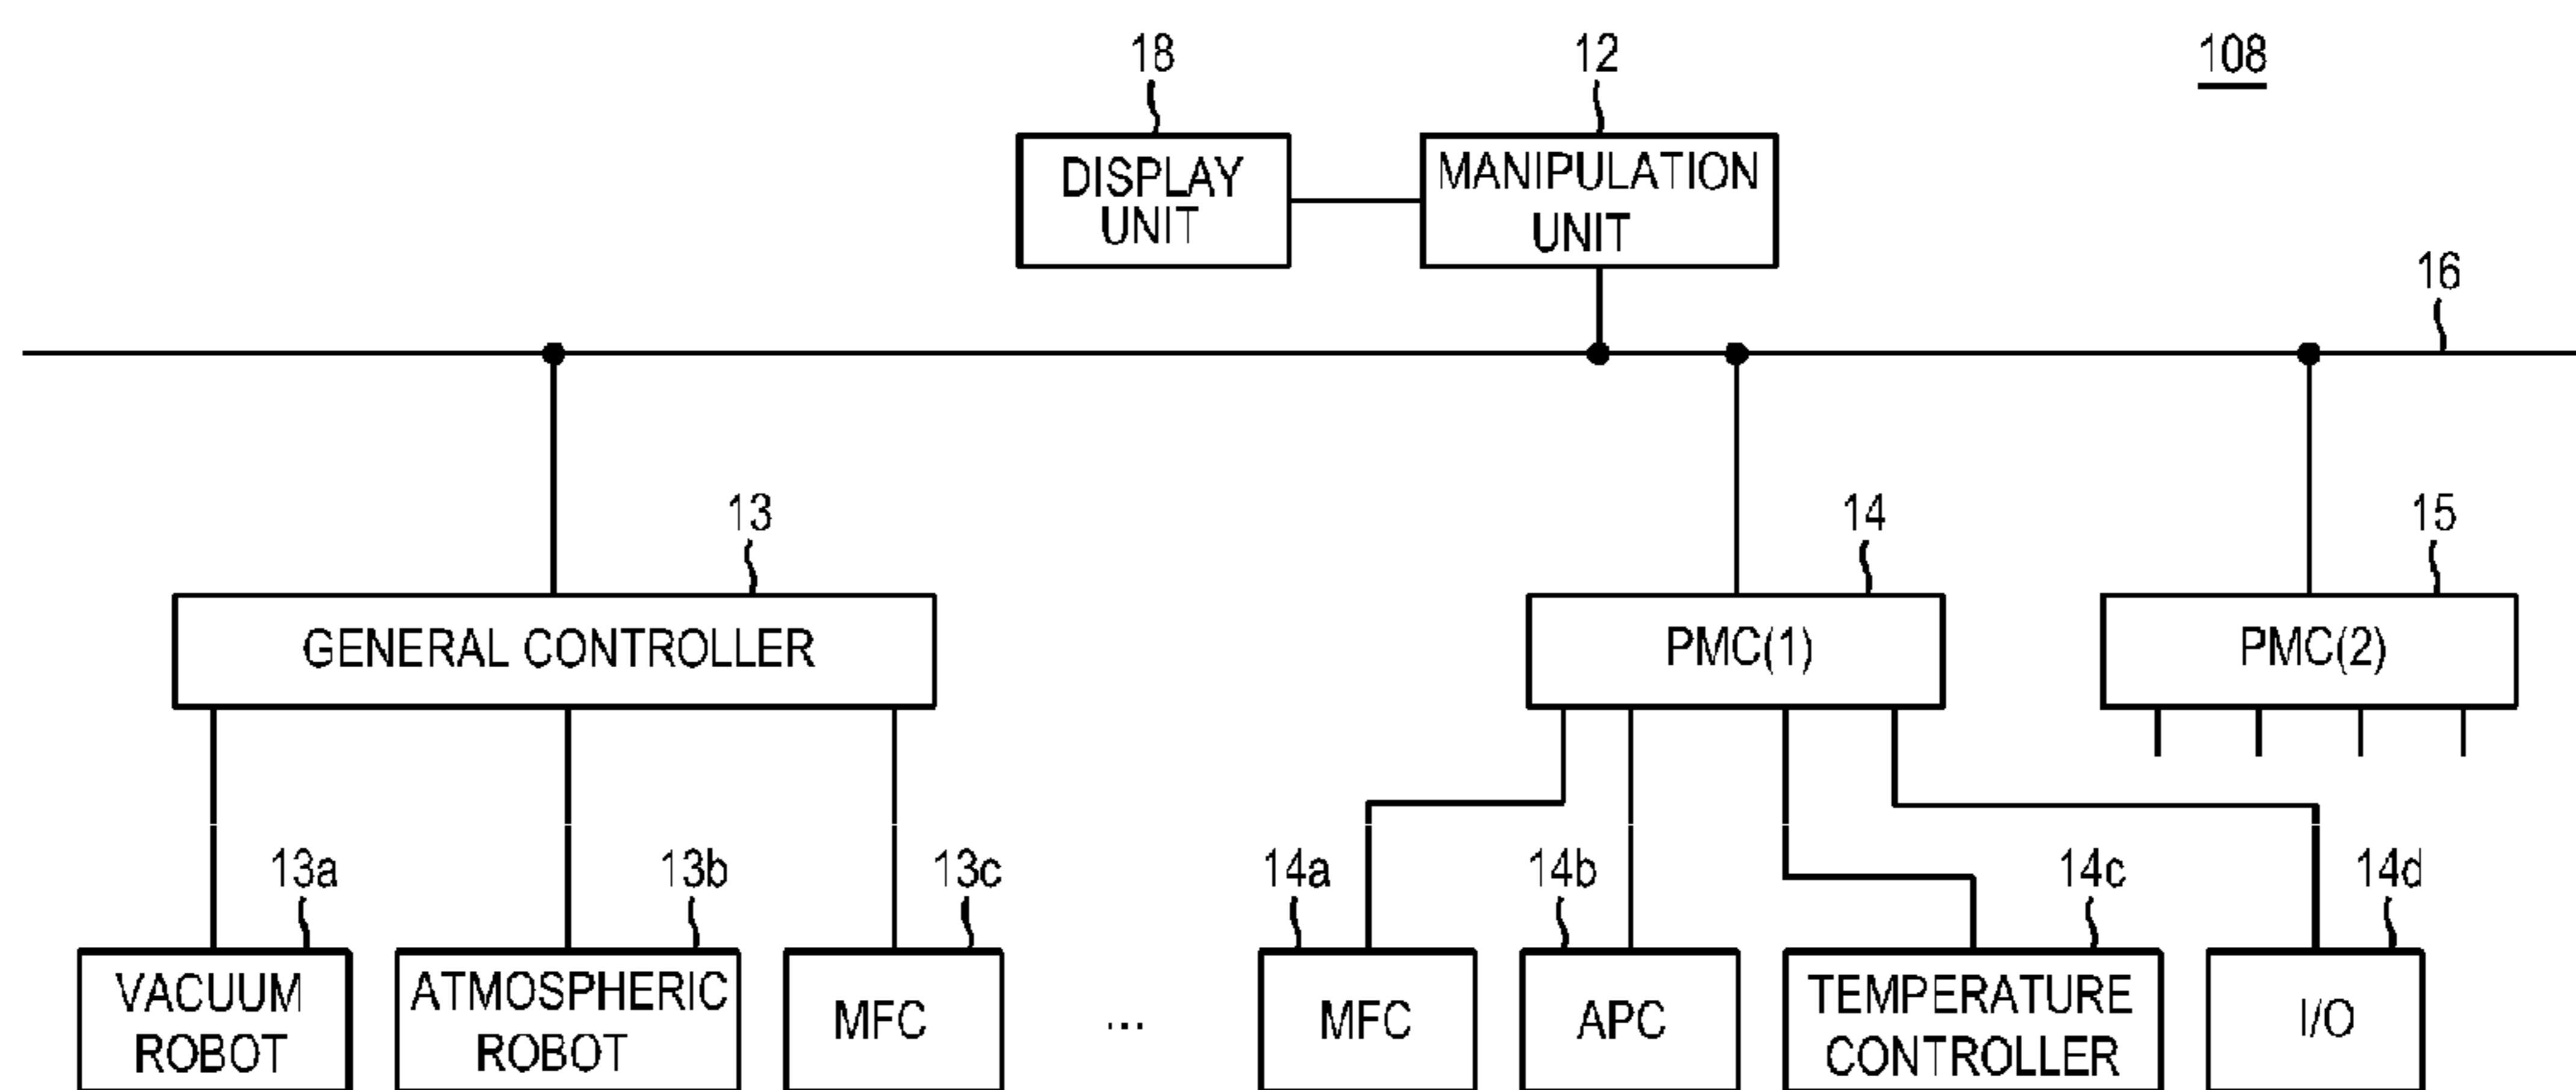 108
18
12
DISPLAY
UNIT
MANIPULATION
UNIT
16
13
14
15
GENERAL CONTROLLER
PMC(1)
PMC(2)
13a
13b
13c
14a
14b
14c
14d
VACUUM
ROBOT
ATMOSPHERIC
ROBOT
MFC
...
MFC
APC
TEMPERATURE
CONTROLLER
I/O